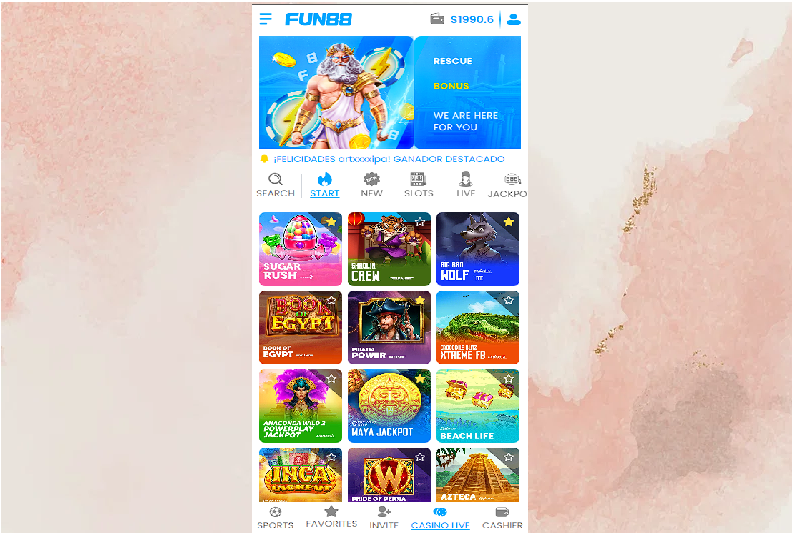 FUN88
$1990.6
RESCUE
BONUS
WE ARE HERE
FOR YOU
¡FELICIDADES artxxxxipa! GANADOR DESTACADO
SEARCH
START
NEW
SLOTS
LIVE
JACKPO
SUGAR
RUSH
SHAOLIN
CREW
BIG BAD
WOLF
BOOK OF
EGYPT
BOOK OF
EGYPT
PIRATES
POWER
CROCODILE BLITZ
XTREME FB
ANACONDA WILD 2
POWERPLAY
JACKPOT
MAYA JACKPOT
BEACH LIFE
INCA
JACKPOT
W
PRIDE OF PERSIA
AZTECA
SPORTS
FAVORITES
INVITE
CASINO LIVE
CASHIER